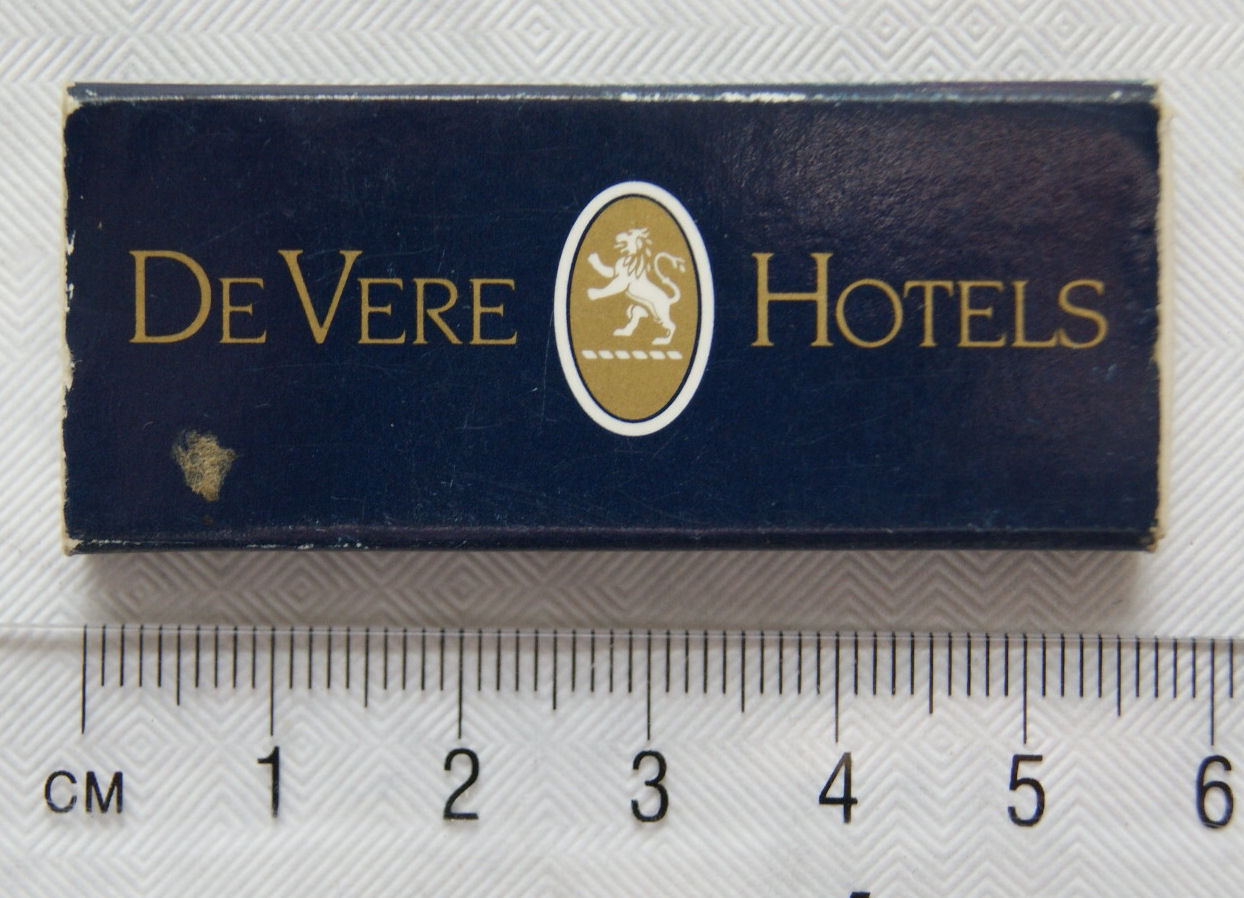 DE VERE HOTELS
CM 1 2 3 4 5 6